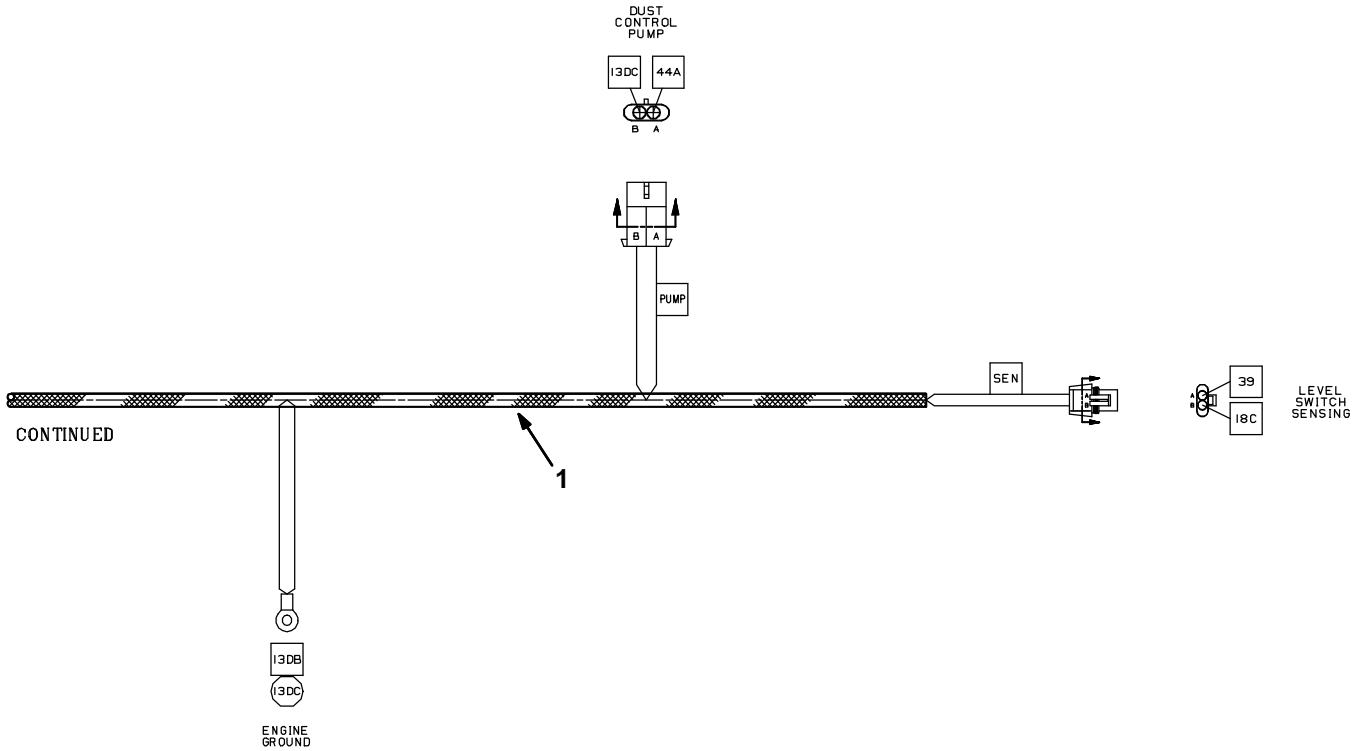 DUST
CONTROL
PUMP
13DC 44A
B A
B A
PUMP
SEN
A
B
A
B
39
18C
LEVEL
SWITCH
SENSING
CONTINUED
1
13DB
13DC
ENGINE
GROUND